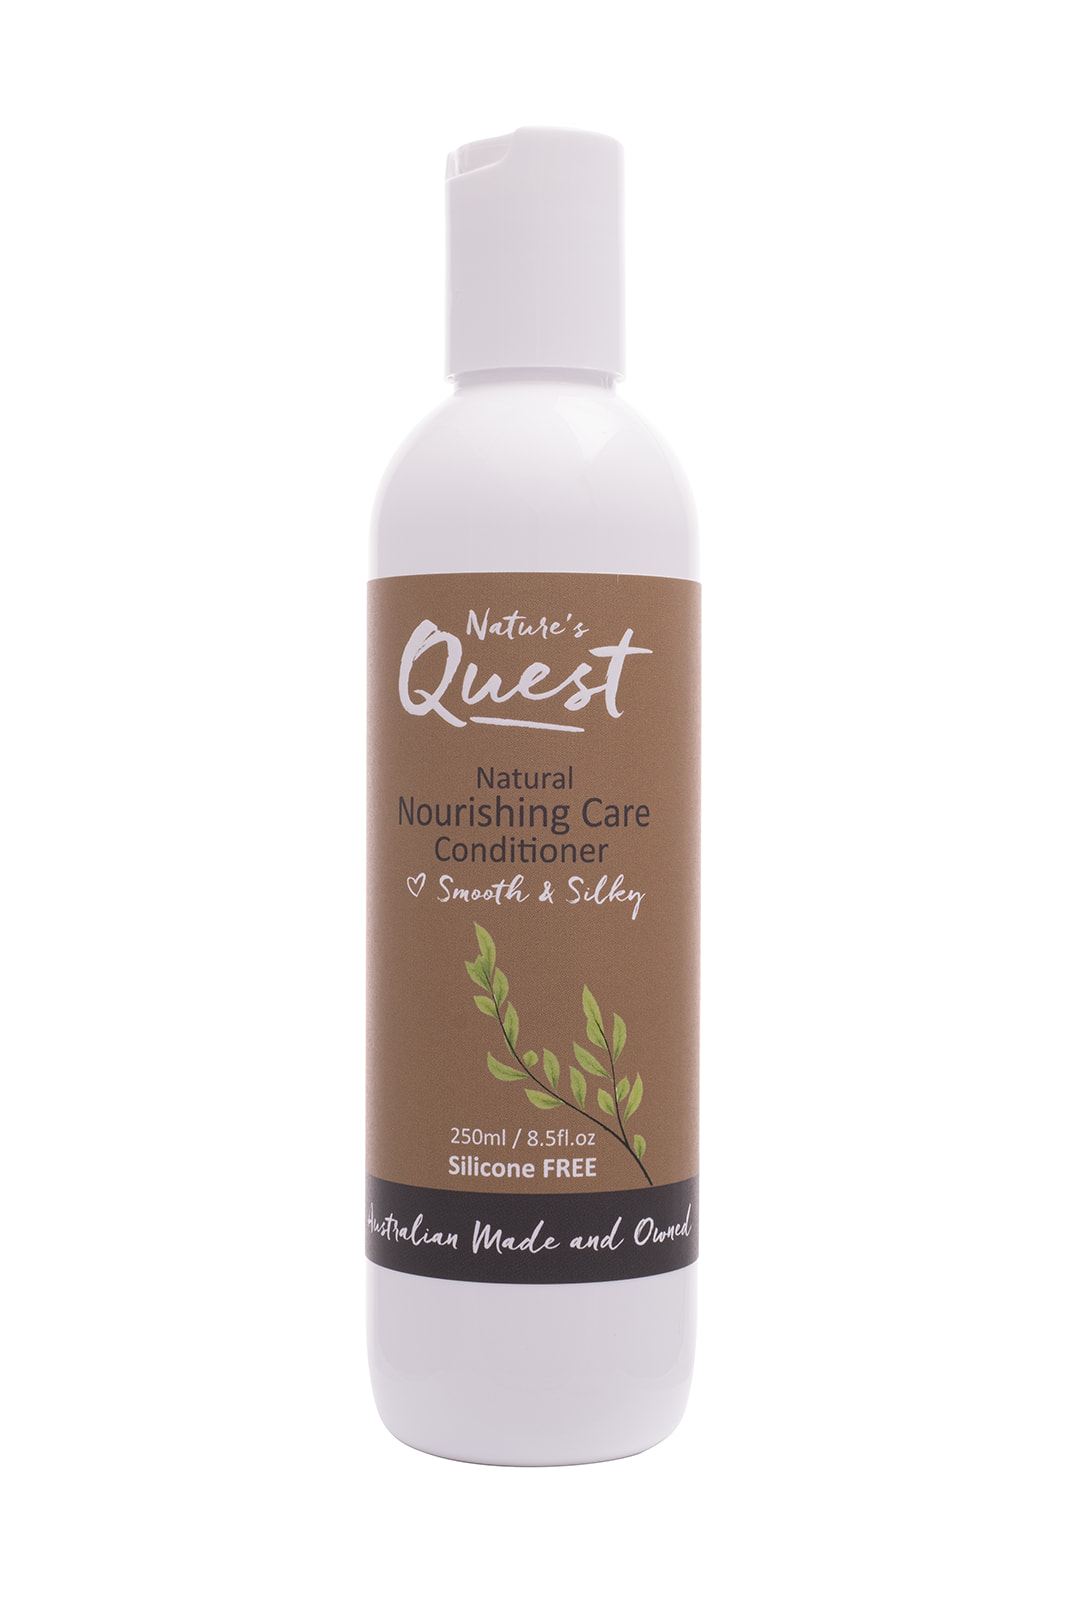 Nature's
Quest
Natural
Nourishing Care
Conditioner
Smooth & Silky
250ml / 8.5fl.oz
Silicone FREE
Australian Made and Owned